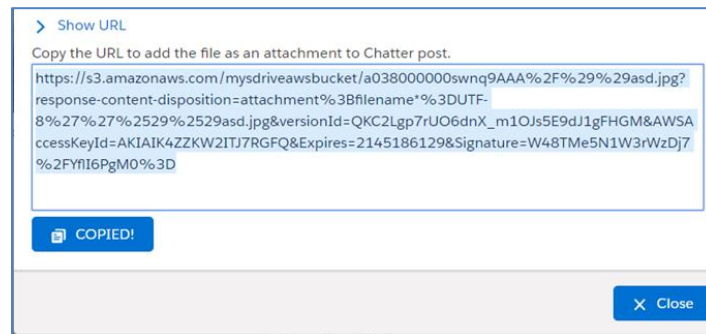 Show URL
Copy the URL to add the file as an attachment to Chatter post.
https://s3.amazonaws.com/mysdriveawsbucket/a038000000swnq9AAA%2F%29%29asd.jpg?
response-content-disposition=attachment%3Bfilename*%3DUTF-
8%27%27%2529%2529asd.jpg&versionId=QKC2Lgp7rUO6dnX_m1OJs5E9dJ1gFHGM&AWSA
ccessKeyId=AKIAIK4ZZKW2ITJ7RGFQ&Expires=2145186129&Signature=W48TMe5N1W3rWzDj7
%2FYflI6PgM0%3D
COPIED!
Close